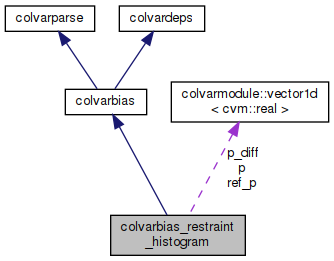 colvarparse
colvardeps
colvarbias
colvarmodule::vector1d
< cvm::real >
p_diff
p
ref_p
colvarbias_restraint
_histogram